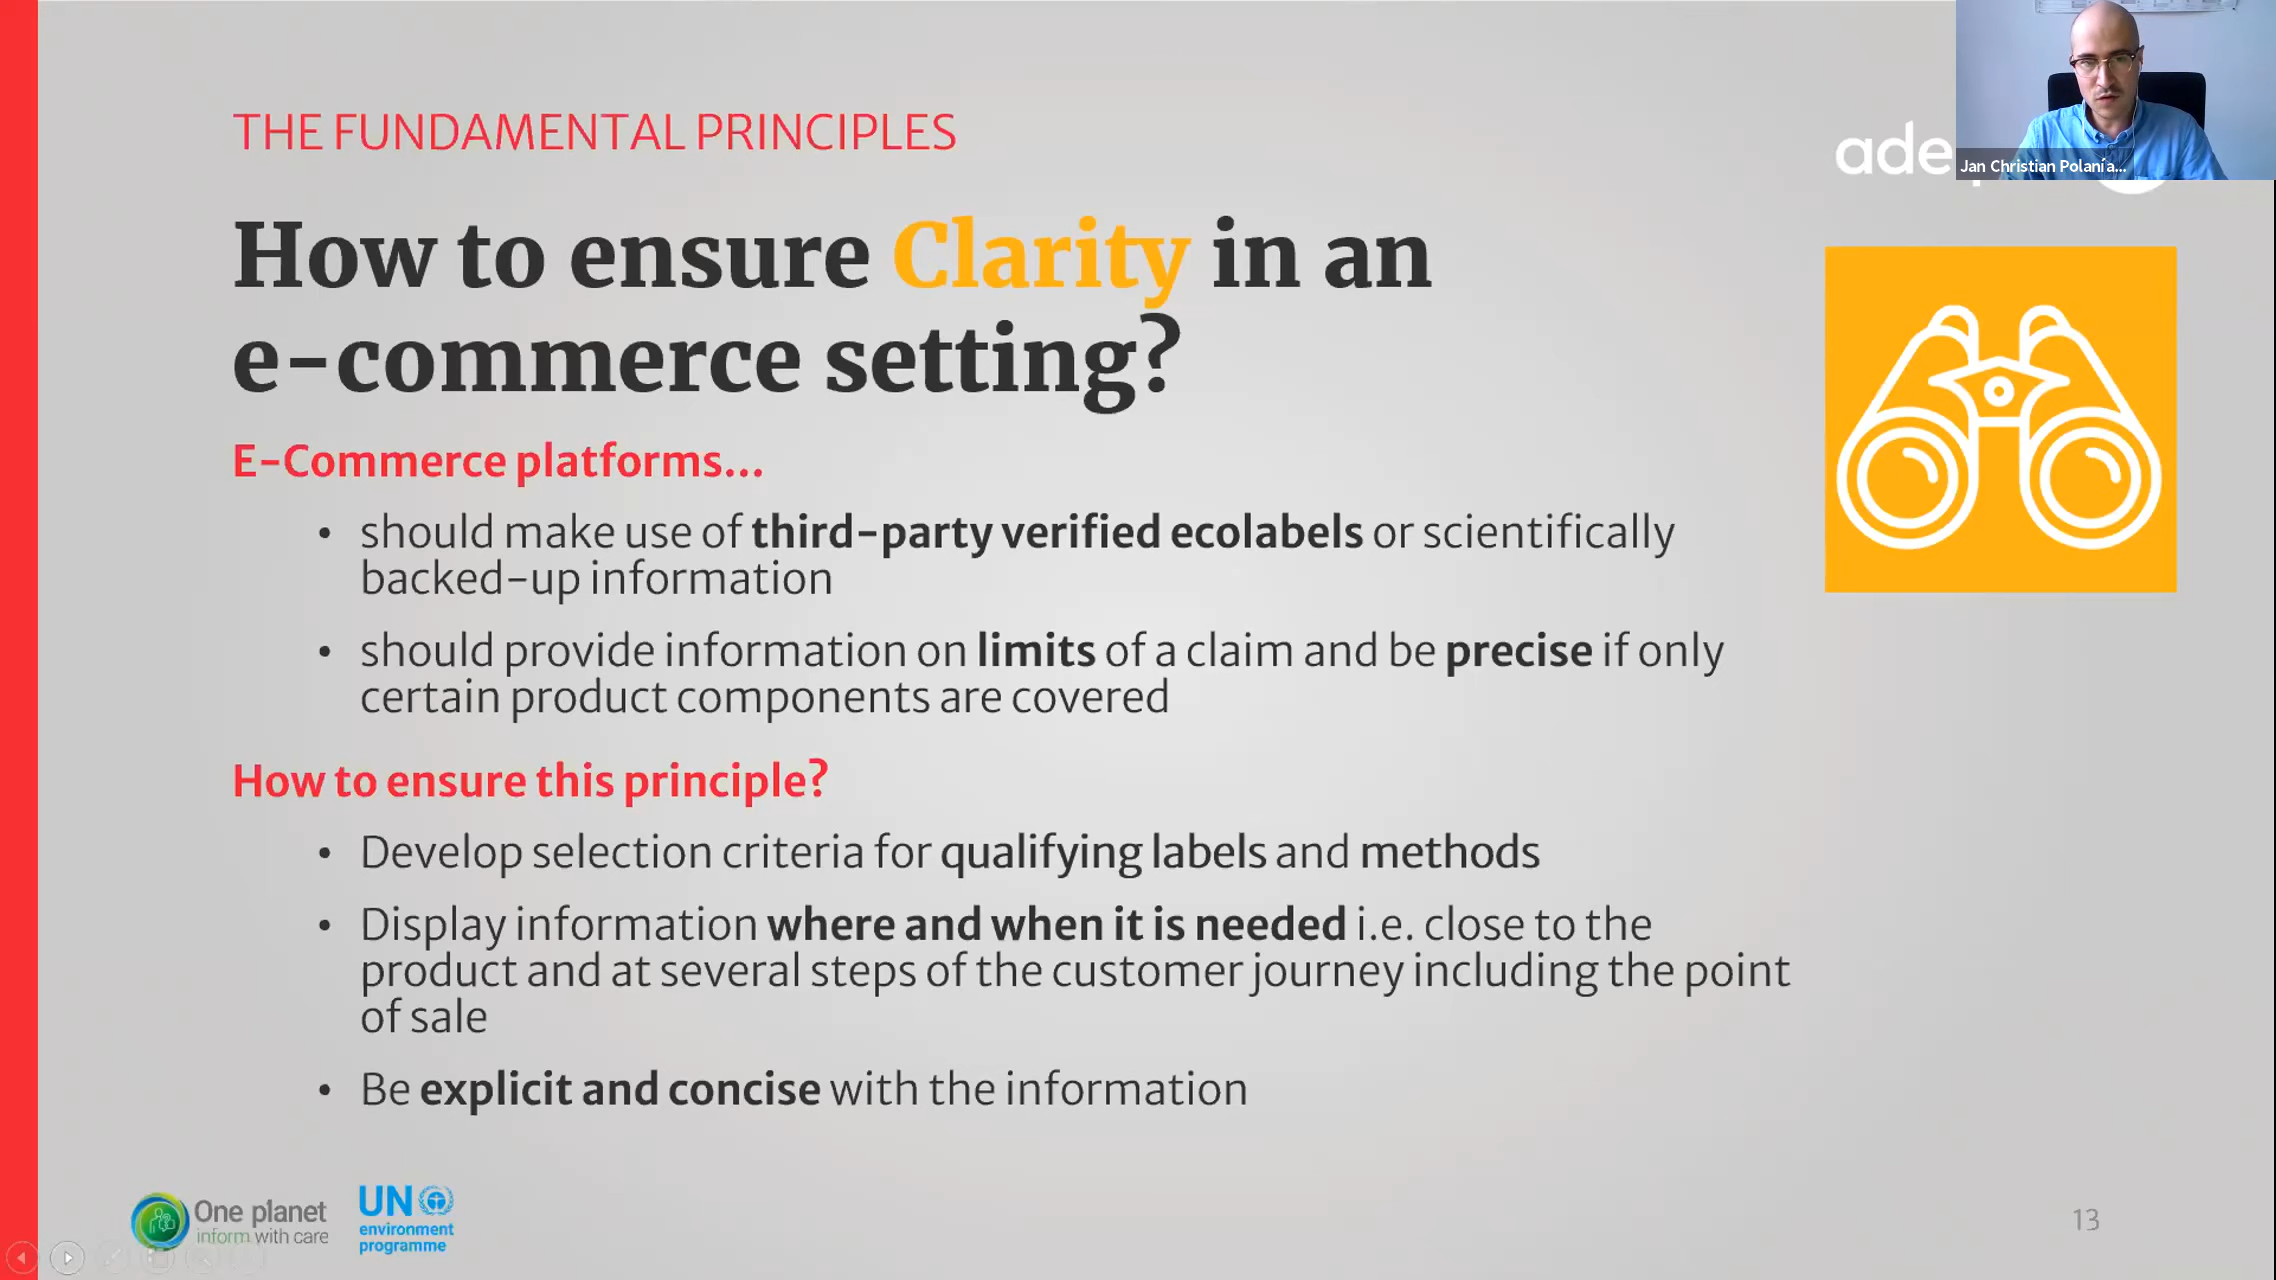 THE FUNDAMENTAL PRINCIPLES
ade
Jan Christian Polanía...
How to ensure Clarity in an
e-commerce setting?
E-Commerce platforms...
• should make use of third-party verified ecolabels or scientifically
backed-up information
• should provide information on limits of a claim and be precise if only
certain product components are covered
How to ensure this principle?
• Develop selection criteria for qualifying labels and methods
• Display information where and when it is needed i.e. close to the
product and at several steps of the customer journey including the point
of sale
• Be explicit and concise with the information
One planet
inform with care
UN
environment
programme
13